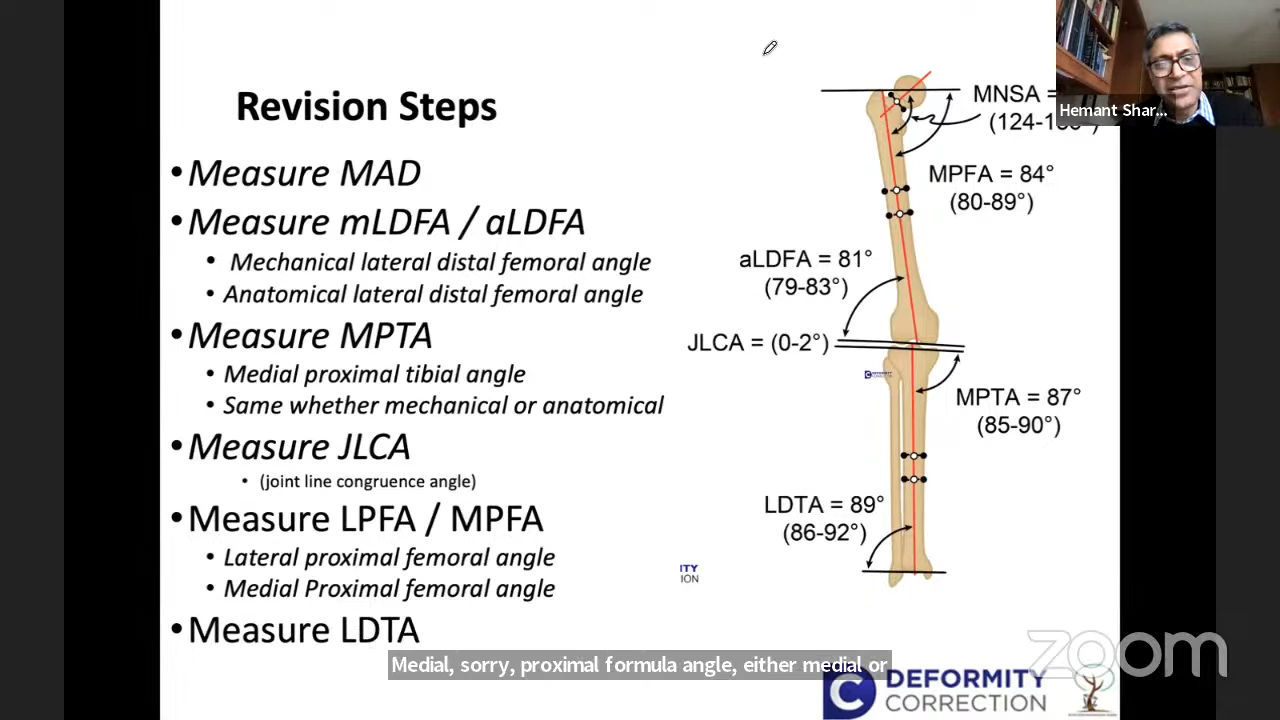 Revision Steps
•Measure MAD
•Measure mLDFA / aLDFA
• Mechanical lateral distal femoral angle
• Anatomical lateral distal femoral angle
•Measure MPTA
• Medial proximal tibial angle
• Same whether mechanical or anatomical
•Measure JLCA
• (joint line congruence angle)
•Measure LPFA / MPFA
• Lateral proximal femoral angle
• Medial Proximal femoral angle
•Measure LDTA
MNSA =
MPFA = 84°
(80-89°)
aLDFA = 81°
(79-83°)
JLCA = (0-2°)
MPTA = 87°
(85-90°)
LDTA = 89°
(86-92°)
ITY
ION
Hemant Shar...
Medial, sorry, proximal formula angle, either medial or
zoom
C DEFORMITY
CORRECTION